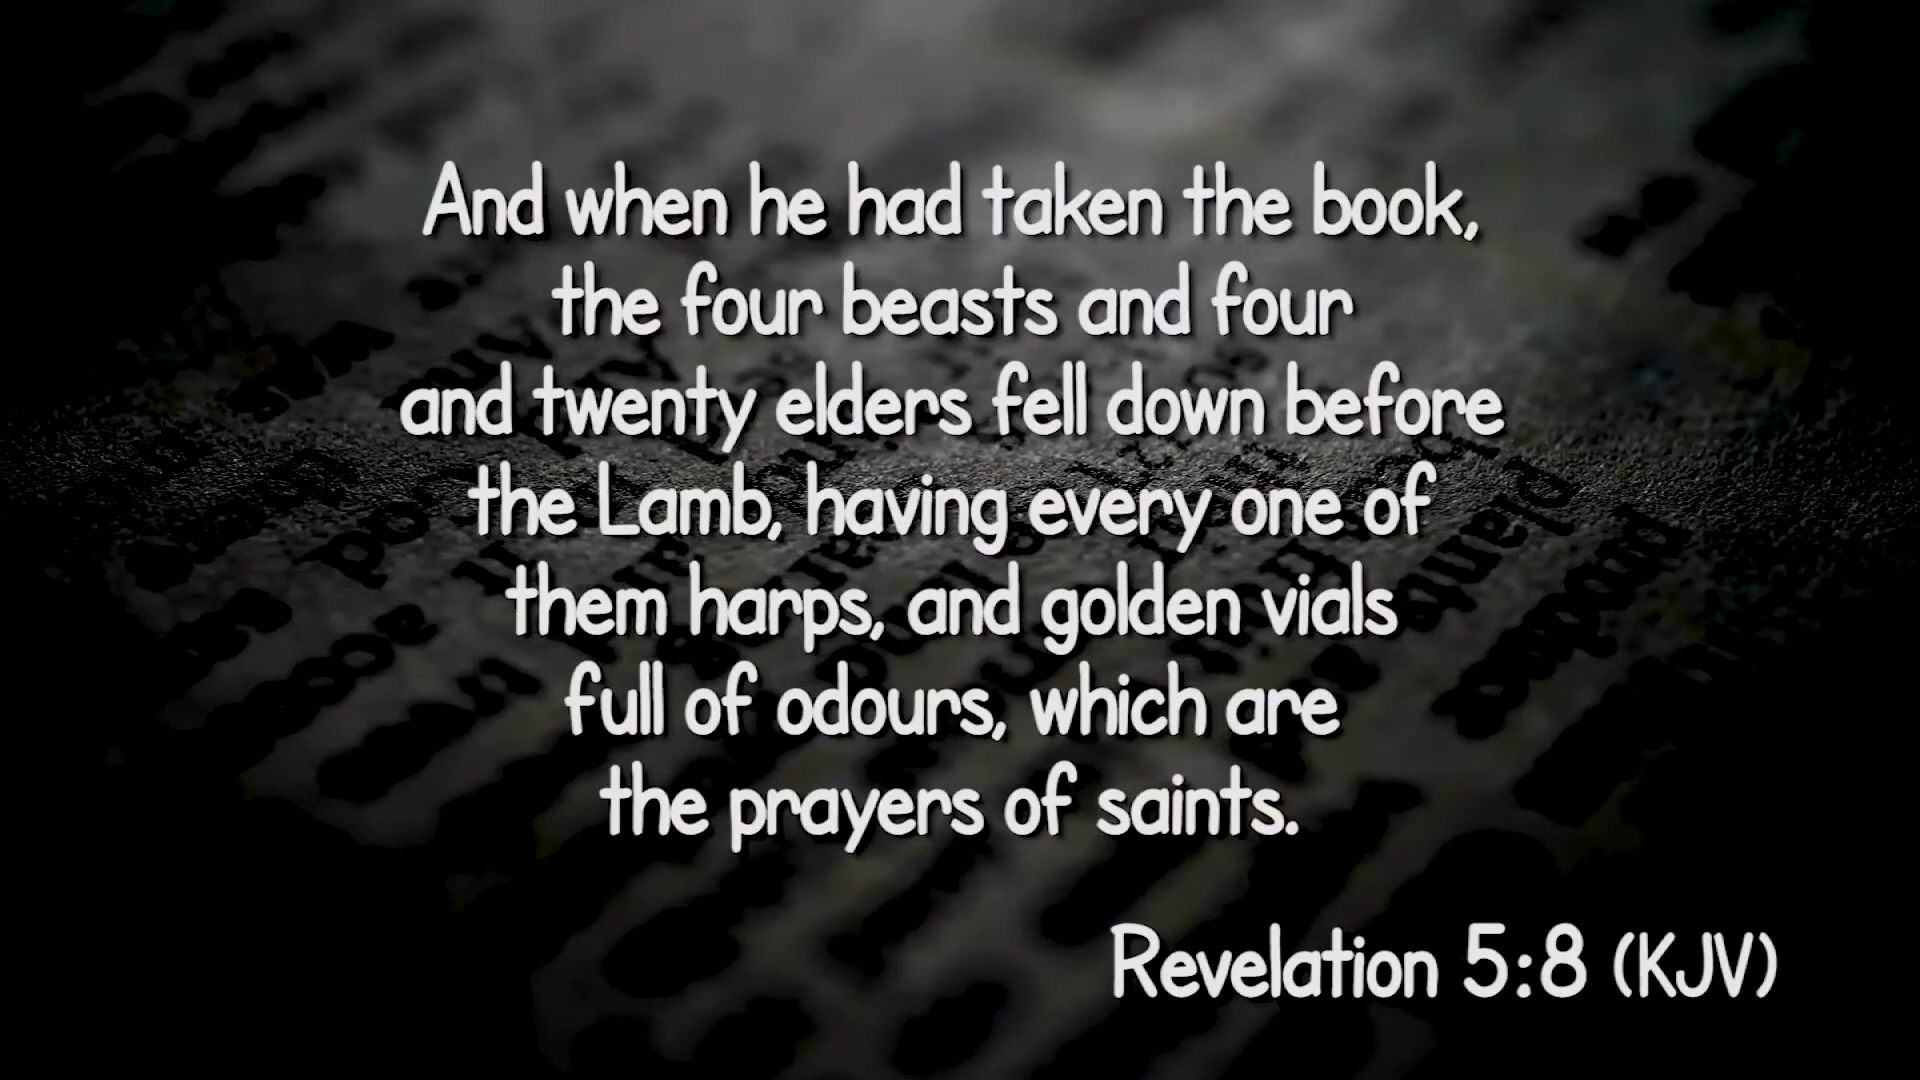 And when he had taken the book,
the four beasts and four
and twenty elders fell down before
the Lamb, having every one of
them harps, and golden vials
full of odours, which are
the prayers of saints.
Revelation 5:8 (KJV)